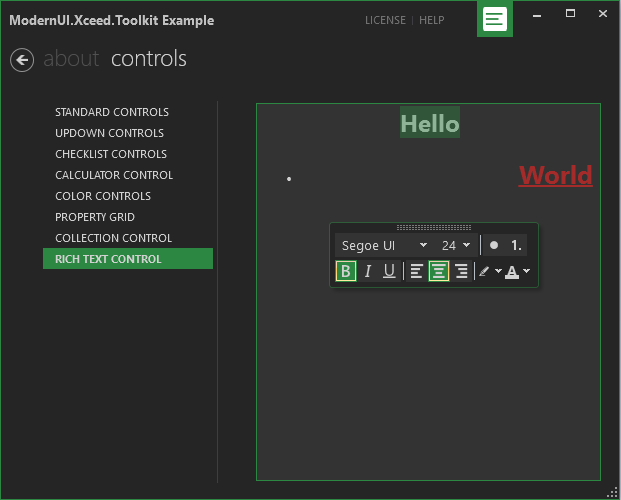 ModernUI.Xceed.Toolkit Example
LICENSE | HELP
about controls
STANDARD CONTROLS
UPDOWN CONTROLS
CHECKLIST CONTROLS
CALCULATOR CONTROL
COLOR CONTROLS
PROPERTY GRID
COLLECTION CONTROL
RICH TEXT CONTROL
Hello
• World
Segoe UI 24 1.
B I U A